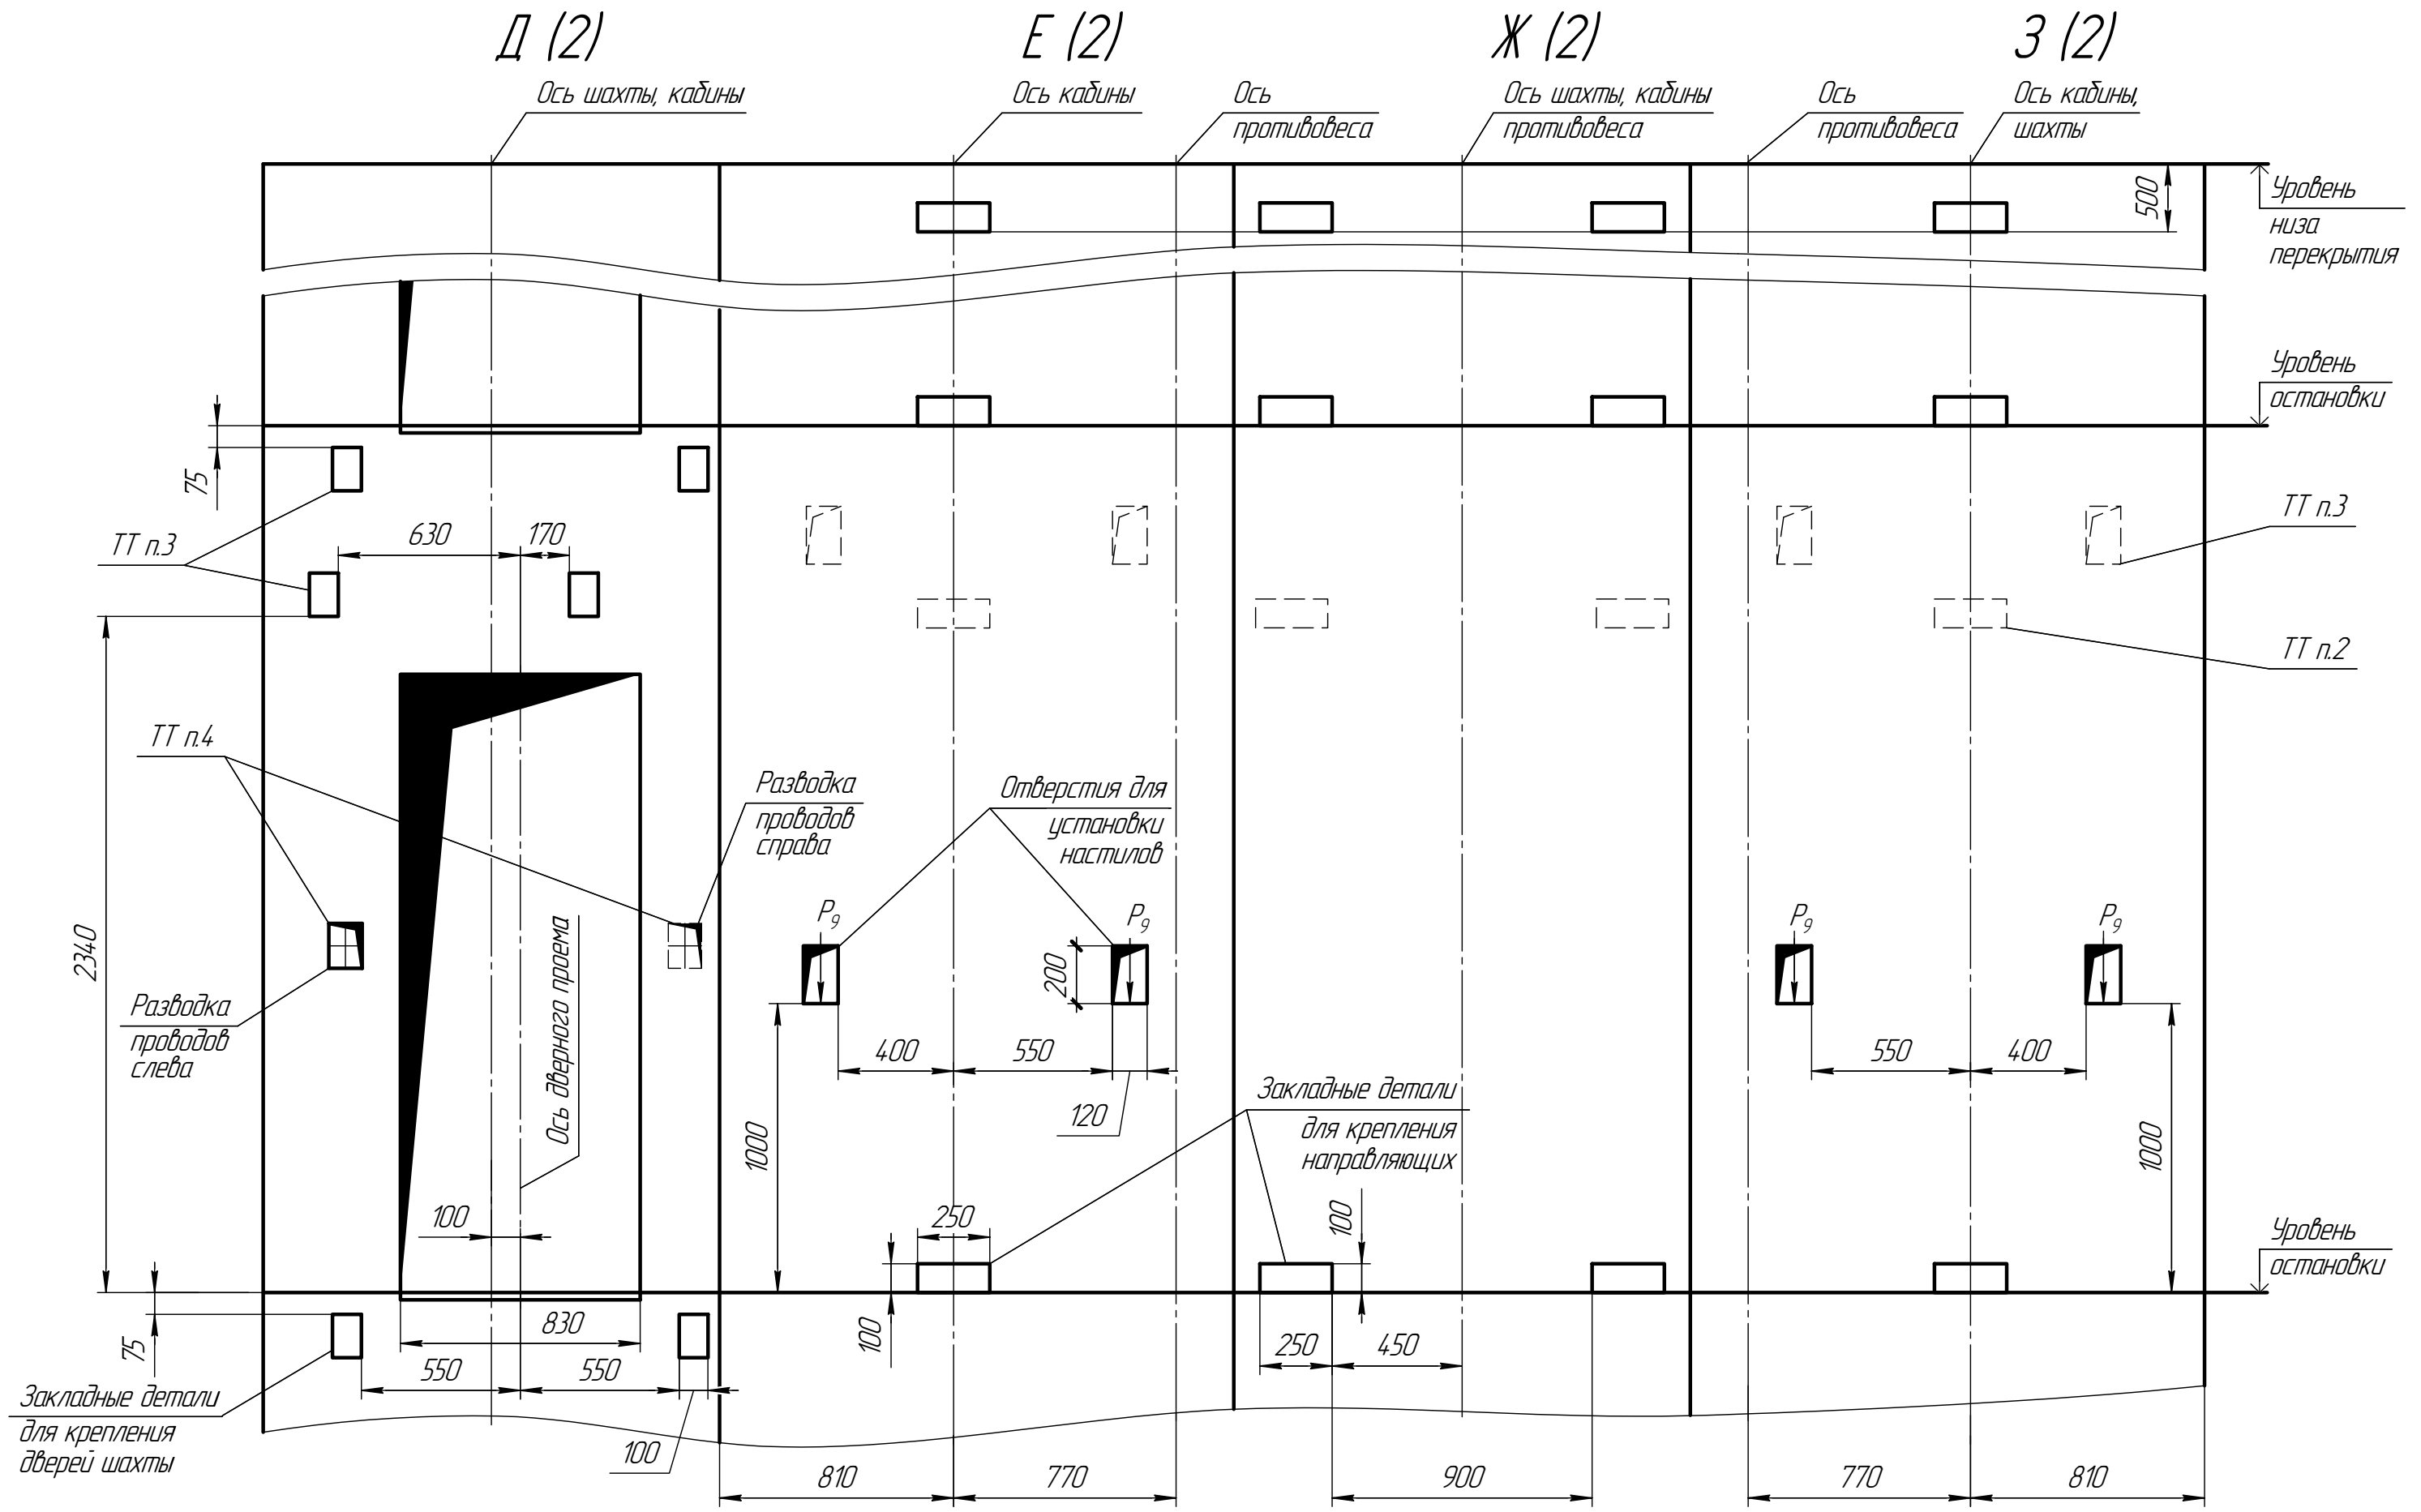 Д (2)
Е (2)
Ж (2)
З (2)
Ось шахты, кабины
Ось кабины
Ось
противовеса
Ось шахты, кабины
противовеса
Ось
противовеса
Ось кабины,
шахты
500
Уровень
низа
перекрытия
Уровень
остановки
75
ТТ п.3
630
170
ТТ п.3
ТТ п.2
ТТ п.4
Разводка
проводов
справа
Отверстия для
установки
настилов
2340
Р9
Р9
Р9
Р9
200
Ось дверного проема
Разводка
проводов
слева
400
550
120
550
400
Закладные детали
для крепления
направляющих
1000
1000
100
250
100
Уровень
остановки
830
100
75
550
550
250
450
Закладные детали
для крепления
дверей шахты
100
810
770
900
770
810